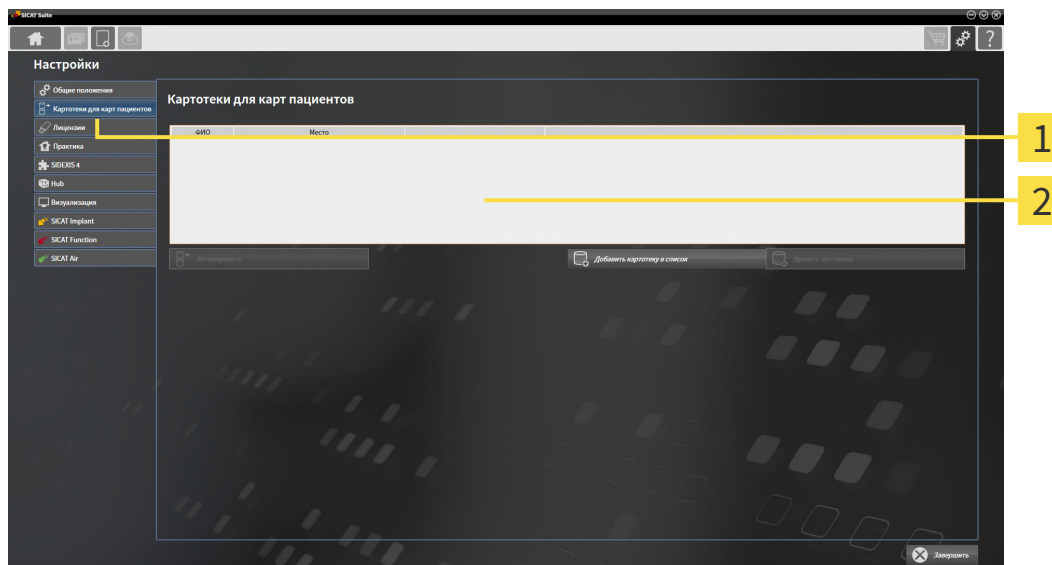 SICAT Suite
?
Настройки
Общие положения
Картотеки для карт пациентов
Лицензии
Практика
SIDEXIS 4
Hub
Визуализация
SICAT Implant
SICAT Function
SICAT Air
Картотеки для карт пациентов
ФИО Место
Активировать
Добавить картотеку в список
Удалить из списка
Завершить
1
2